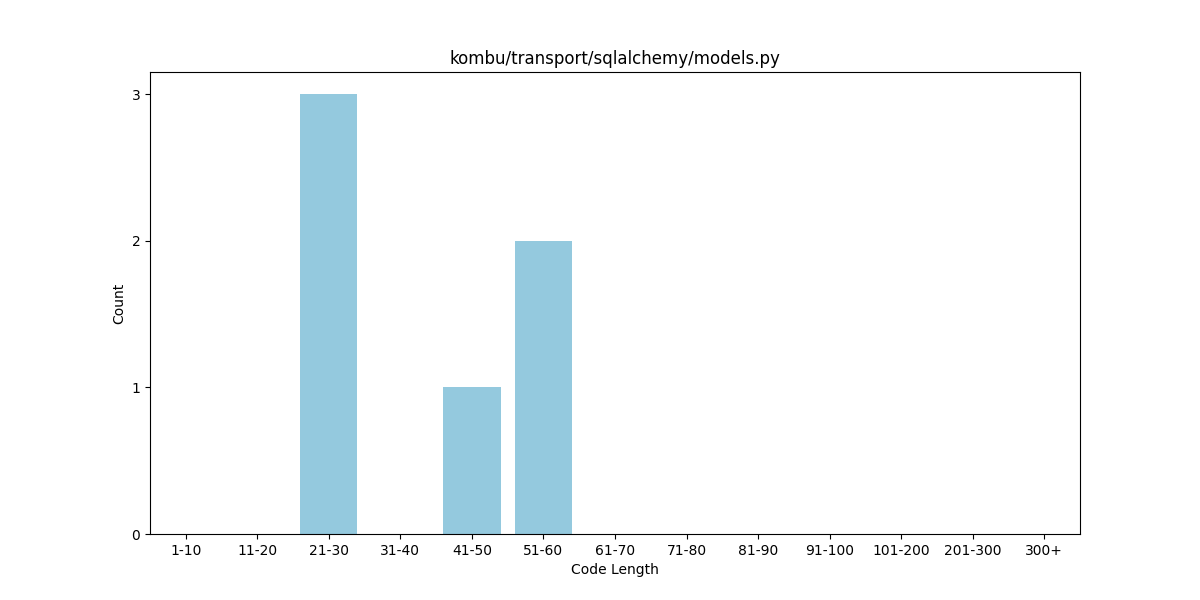 kombu/transport/sqlalchemy/models.py
3
2
1
0
Count
1-10 11-20 21-30 31-40 41-50 51-60 61-70 71-80 81-90 91-100 101-200 201-300 300+
Code Length